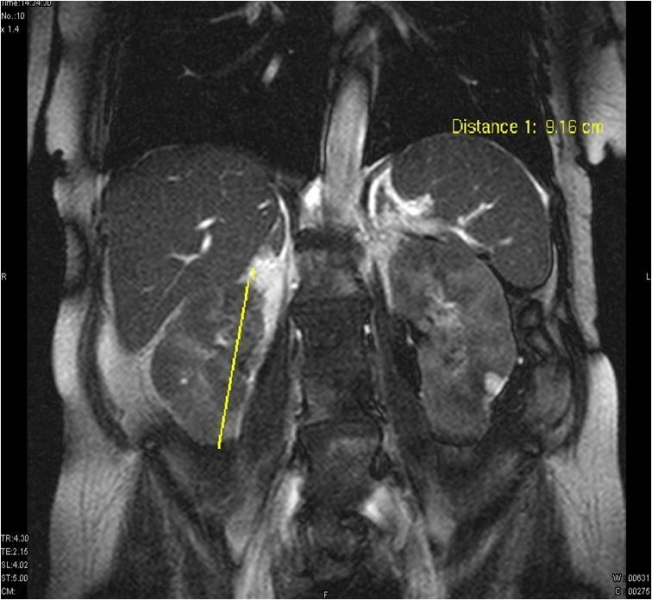 Time:14:34:30
No.:10
x 1.4
Distance 1: 9.16 cm
R
L
TR:4.30
TE:2.15
SL:4.02
ST:5.00
CM:
F
W: 00631
C: 00275